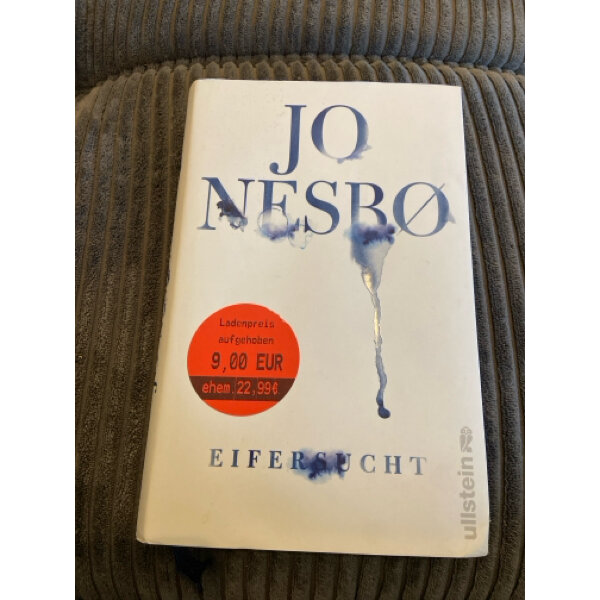 JO
NESBØ
Ladenpreis
aufgehoben
9,00 EUR
ehem. 22,99€
EIFERSUCHT
ullstein